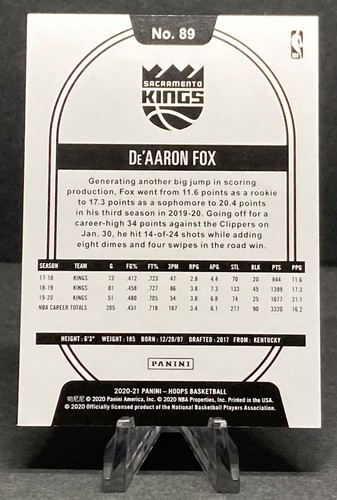 No. 89
SACRAMENTO
KINGS
DE'AARON FOX
Generating another big jump in scoring
production, Fox went from 11.6 points as a rookie
to 17.3 points as a sophomore to 20.4 points
in his third season in 2019-20. Going off for a
career-high 34 points against the Clippers on
Jan. 30, he hit 14-of-24 shots while adding
eight dimes and four swipes in the road win.
SEASON TEAM G FG% FT% 3PM RPG APG STL BLK PTS PPG
17-18 KINGS 73 .412 .723 47 2.8 4.4 70 20 844 11.6
18-19 KINGS 81 .458 .727 86 3.8 7.3 133 45 1399 17.3
19-20 KINGS 51 .480 .705 54 3.8 6.8 74 25 1077 21.1
NBA CAREER TOTALS 205 .451 .718 187 3.4 6.1 277 90 3320 16.2
HEIGHT: 6'3" WEIGHT: 185 BORN: 12/20/97 DRAFTED: 2017 FROM: KENTUCKY
PANINI
2020-21 PANINI – HOOPS BASKETBALL
帕尼尼 © 2020 Panini America, Inc. © 2020 NBA Properties, Inc. Printed in the USA.
© 2020 Officially licensed product of the National Basketball Players Association.